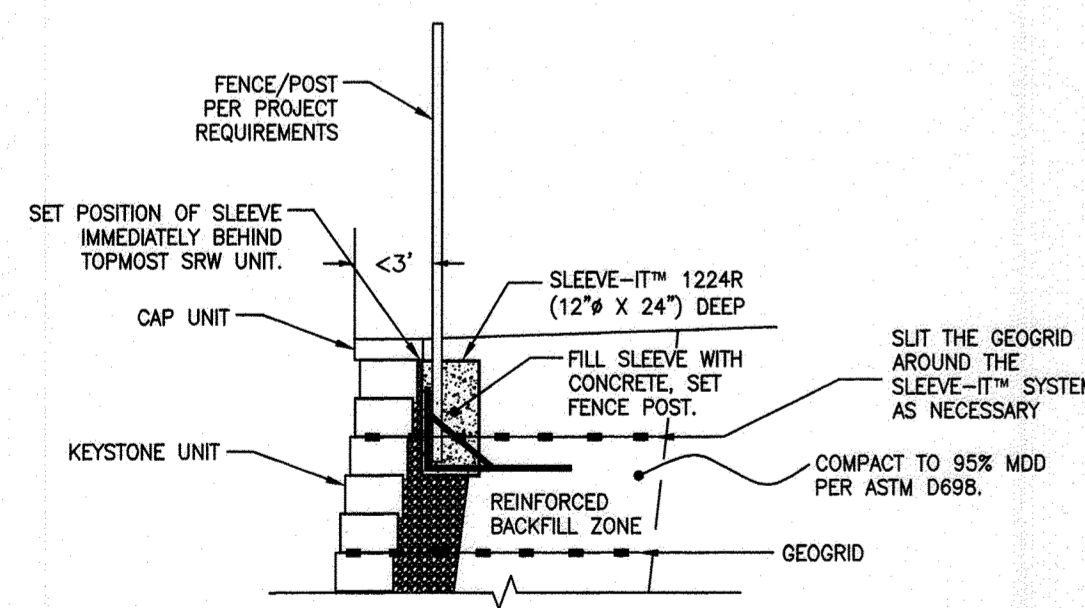 FENCE/POST
PER PROJECT
REQUIREMENTS
SET POSITION OF SLEEVE
IMMEDIATELY BEHIND
TOPMOST SRW UNIT.
<3'
SLEEVE-IT™ 1224R
(12"ø X 24") DEEP
CAP UNIT
FILL SLEEVE WITH
CONCRETE, SET
FENCE POST.
SLIT THE GEOGRID
AROUND THE
SLEEVE-IT™ SYSTEM
AS NECESSARY
KEYSTONE UNIT
COMPACT TO 95% MDD
PER ASTM D698.
REINFORCED
BACKFILL ZONE
GEOGRID